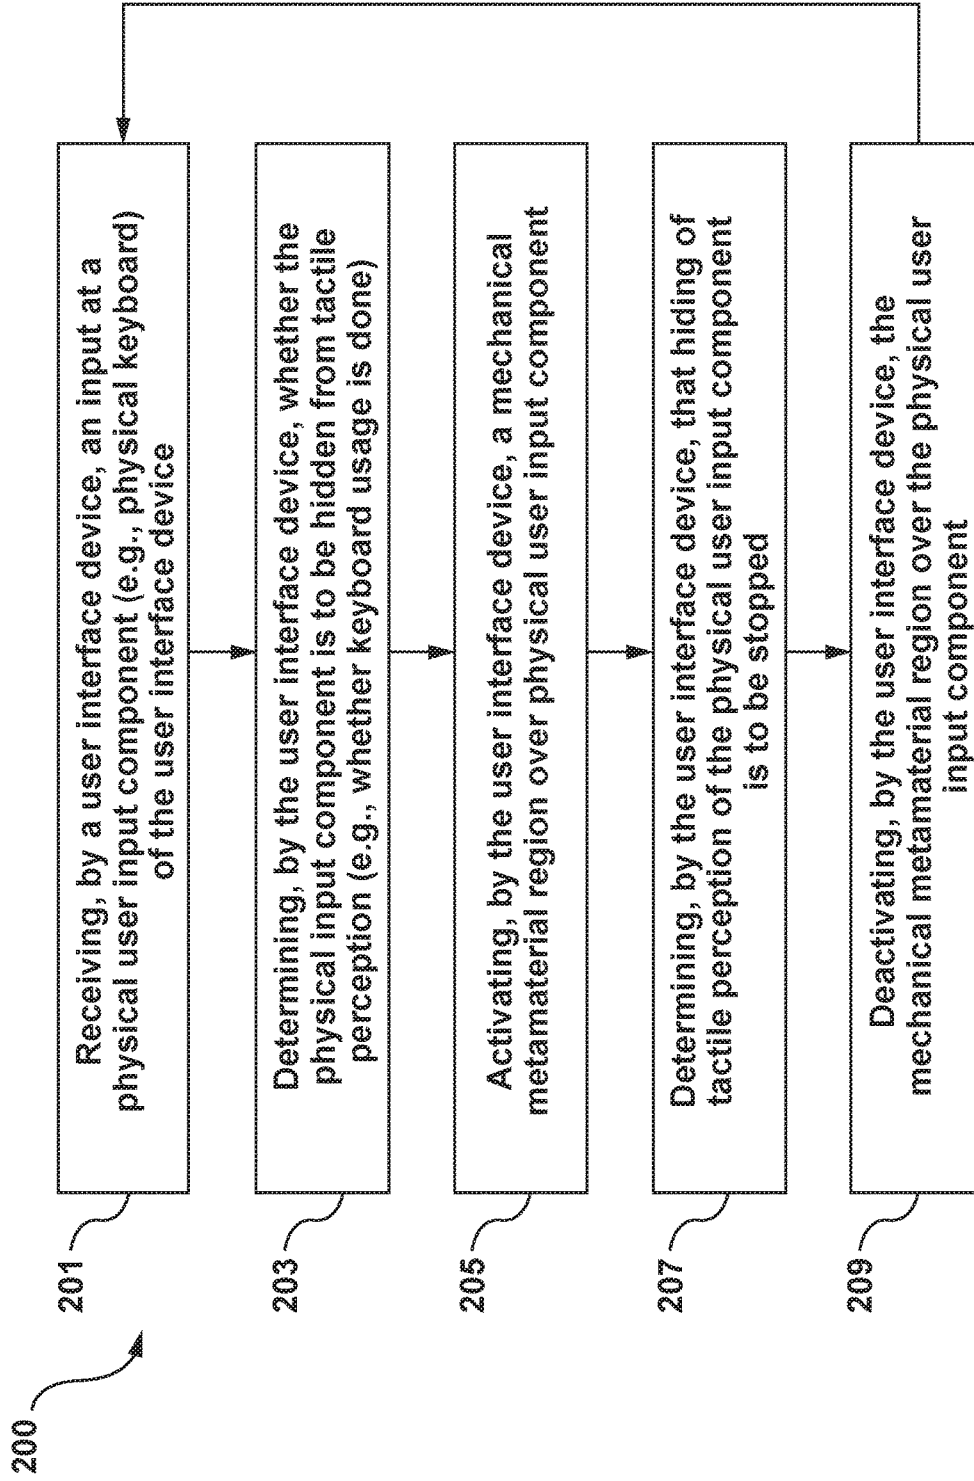 200
201
Receiving, by a user interface device, an input at a
physical user input component (e.g., physical keyboard)
of the user interface device
203
Determining, by the user interface device, whether the
physical input component is to be hidden from tactile
perception (e.g., whether keyboard usage is done)
205
Activating, by the user interface device, a mechanical
metamaterial region over physical user input component
207
Determining, by the user interface device, that hiding of
tactile perception of the physical user input component
is to be stopped
209
Deactivating, by the user interface device, the
mechanical metamaterial region over the physical user
input component